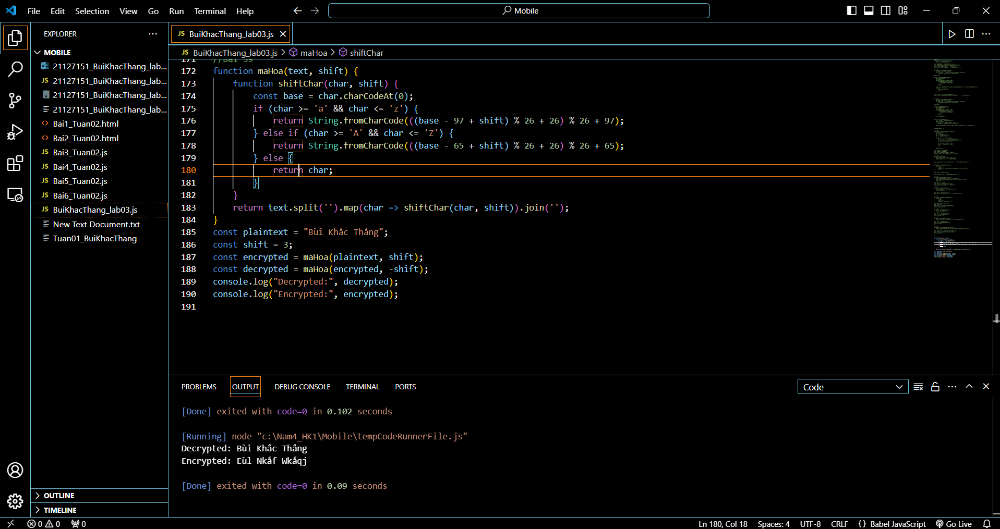 File Edit Selection View Go Run Terminal Help
Mobile
EXPLORER
MOBILE
21127151_BuiKhacThang_lab...
21127151_BuiKhacThang_lab...
21127151_BuiKhacThang_lab...
21127151_BuiKhacThang_lab...
Bai1_Tuan02.html
Bai2_Tuan02.html
JS Bai3_Tuan02.js
JS Bai4_Tuan02.js
JS Bai5_Tuan02.js
JS Bai6_Tuan02.js
JS BuiKhacThang_lab03.js
New Text Document.txt
Tuan01_BuiKhacThang
OUTLINE
TIMELINE
JS BuiKhacThang_lab03.js
JS BuiKhacThang_lab03.js > maHoa > shiftChar
171 //Bai 39
172 function maHoa(text, shift) {
173     function shiftChar(char, shift) {
174         const base = char.charCodeAt(0);
175         if (char >= 'a' && char <= 'z') {
176             return String.fromCharCode(((base - 97 + shift) % 26 + 26) % 26 + 97);
177         } else if (char >= 'A' && char <= 'Z') {
178             return String.fromCharCode(((base - 65 + shift) % 26 + 26) % 26 + 65);
179         } else {
180             return char;
181         }
182     }
183     return text.split('').map(char => shiftChar(char, shift)).join('');
184 }
185 const plaintext = "Bùi Khắc Thắng";
186 const shift = 3;
187 const encrypted = maHoa(plaintext, shift);
188 const decrypted = maHoa(encrypted, -shift);
189 console.log("Decrypted:", decrypted);
190 console.log("Encrypted:", encrypted);
191
PROBLEMS OUTPUT DEBUG CONSOLE TERMINAL PORTS
Code
[Done] exited with code=0 in 0.102 seconds
[Running] node "c:\Nam4_HK1\Mobile\tempCodeRunnerFile.js"
Decrypted: Bùi Khắc Thắng
Encrypted: Eùl Nkắf Wkắqj
[Done] exited with code=0 in 0.09 seconds
0 0 0
Ln 180, Col 18 Spaces: 4 UTF-8 CRLF {} Babel JavaScript Go Live